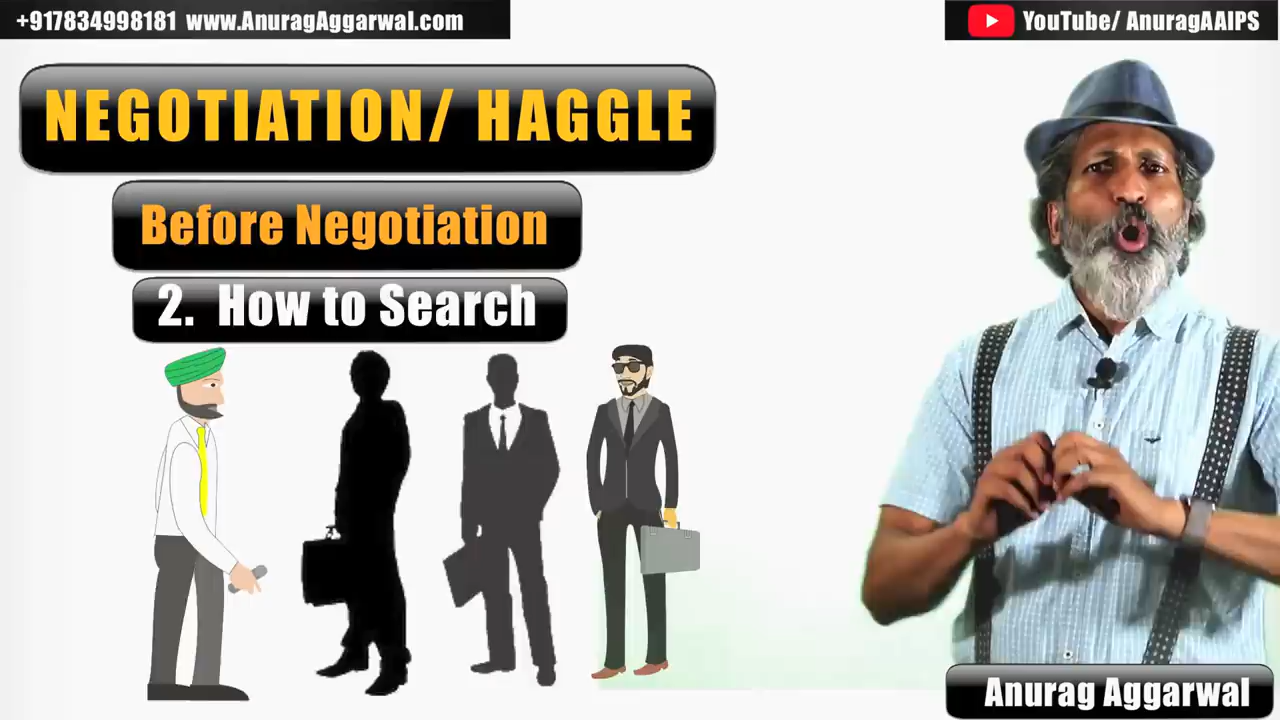 +917834998181 www.AnuragAggarwal.com
YouTube/ AnuragAAIPS
NEGOTIATION/ HAGGLE
Before Negotiation
2. How to Search
Anurag Aggarwal